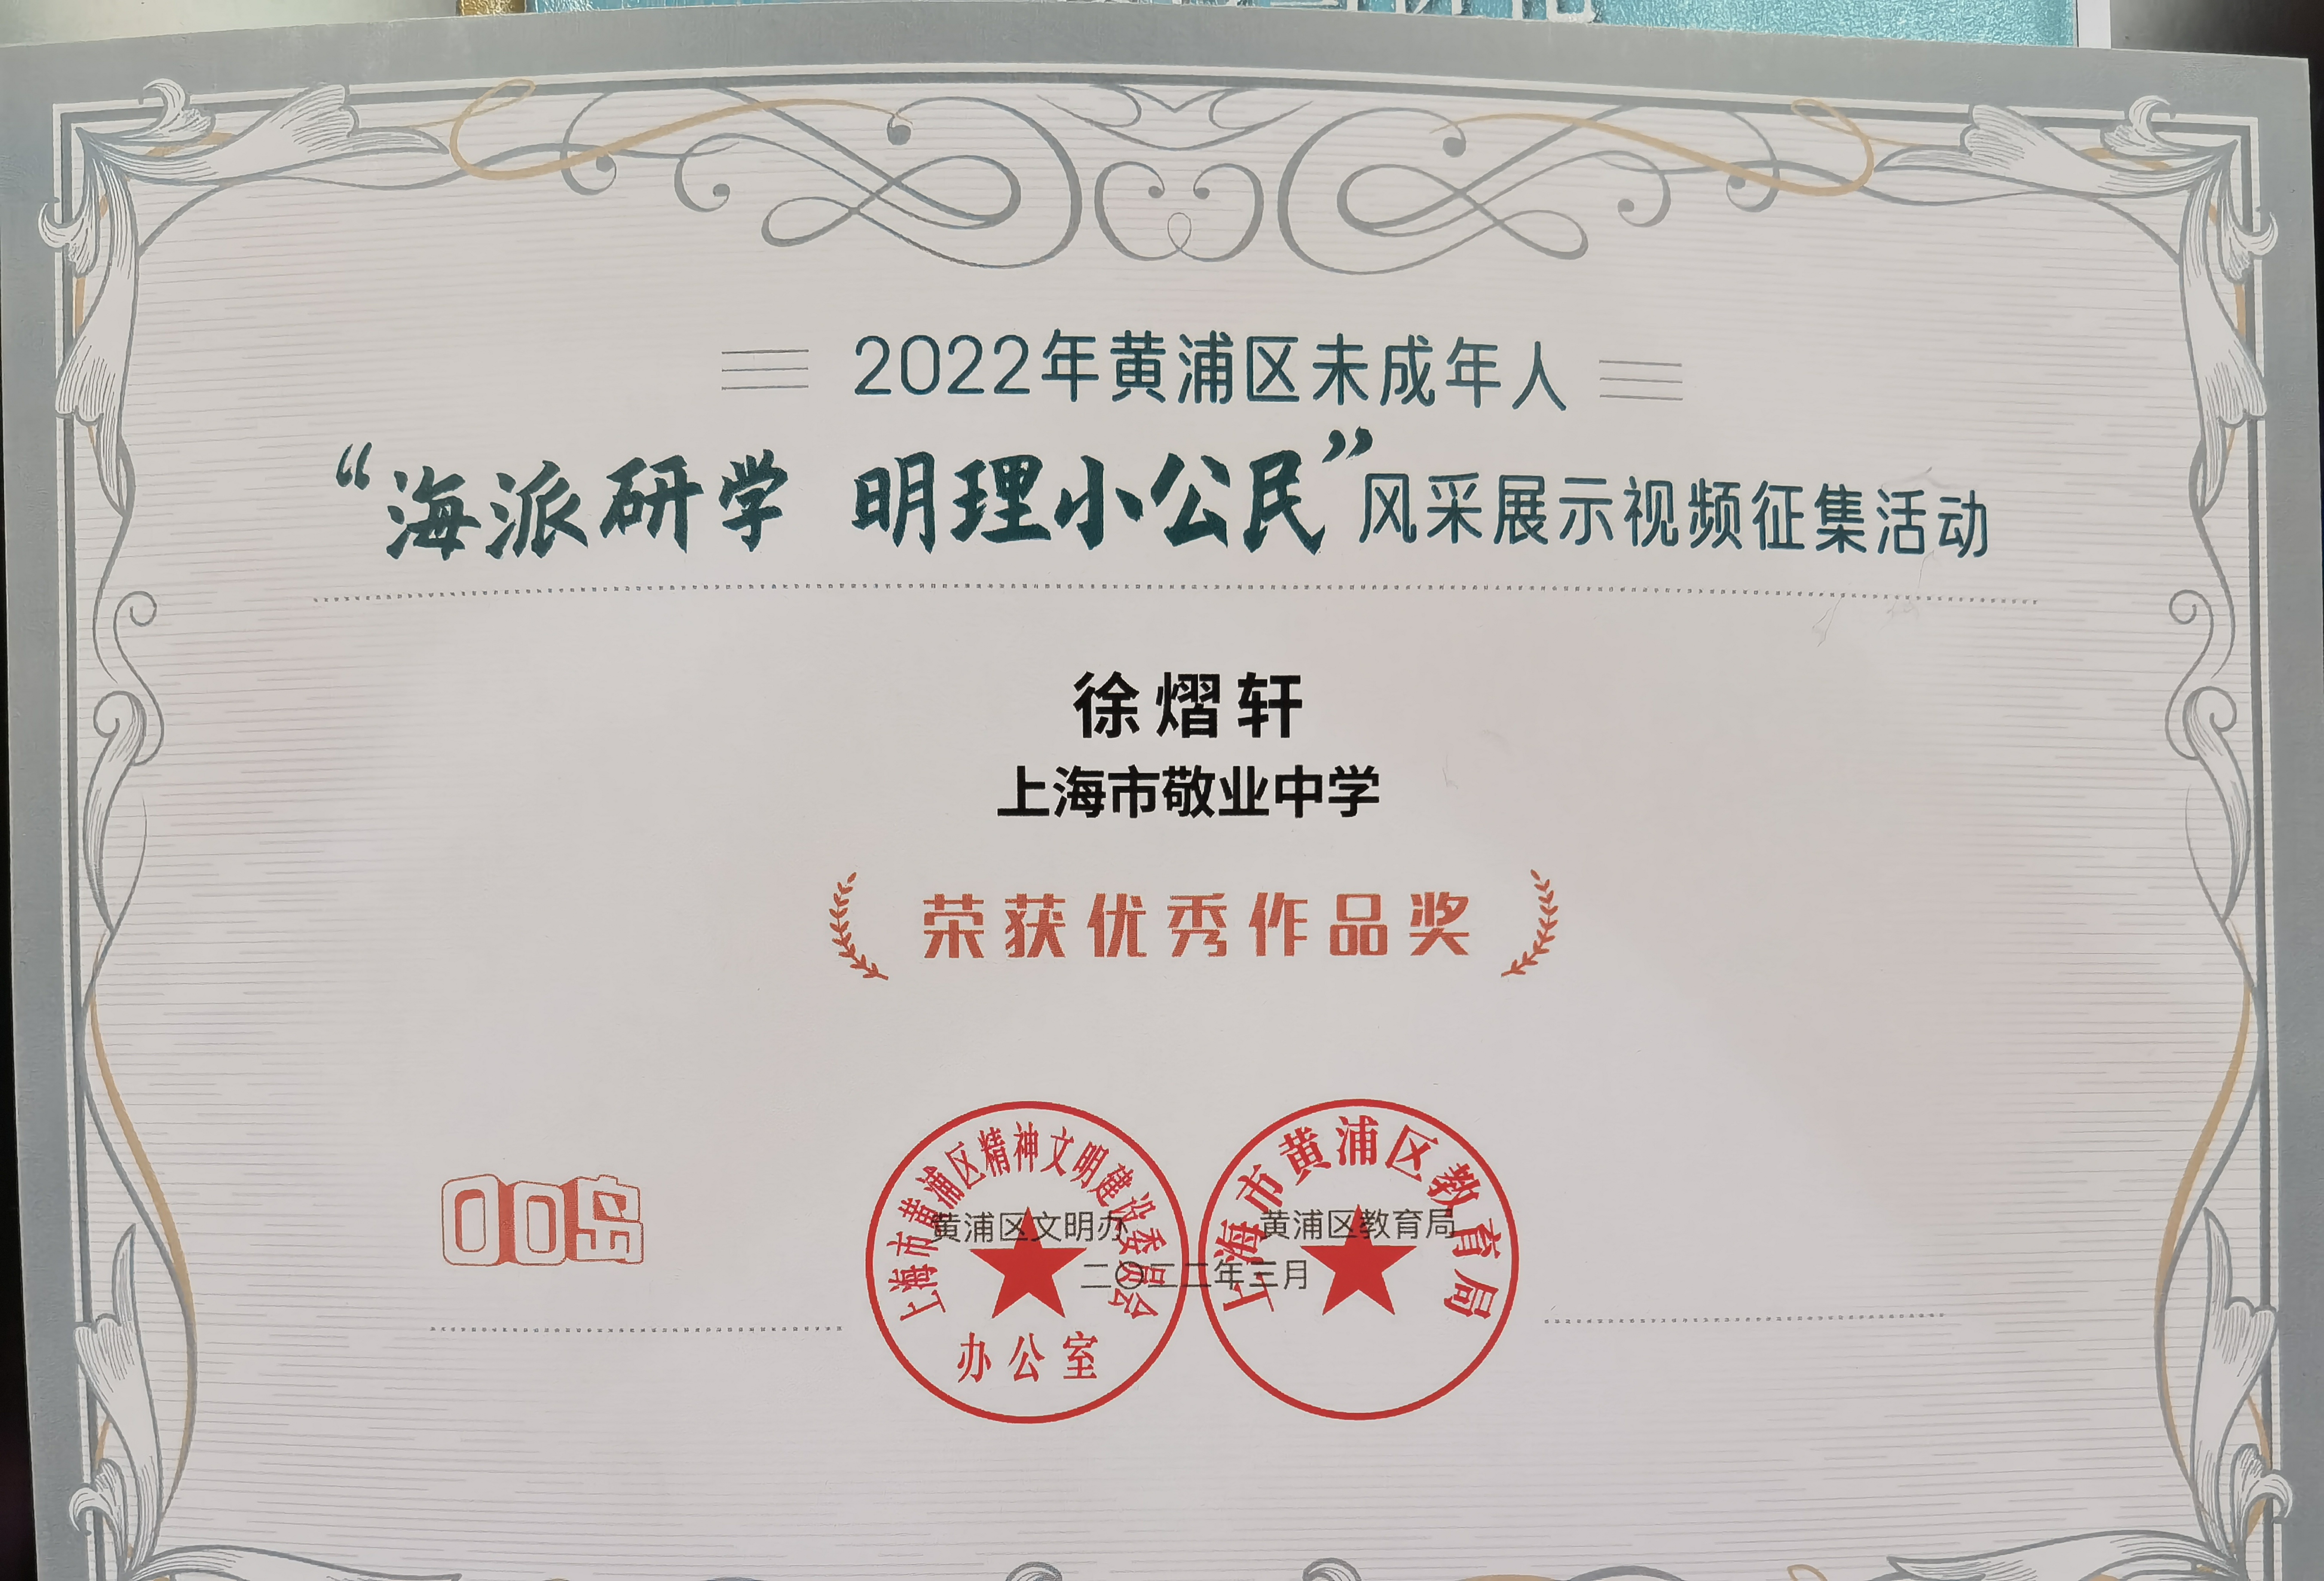 2022年黄浦区未成年人
“海派研学 明理小公民”风采展示视频征集活动
徐熠轩
上海市敬业中学
荣获优秀作品奖
00岛
上海市黄浦区精神文明建设委员会
办公室
黄浦区文明办
上海市黄浦区教育局
黄浦区教育局
二〇二二年三月